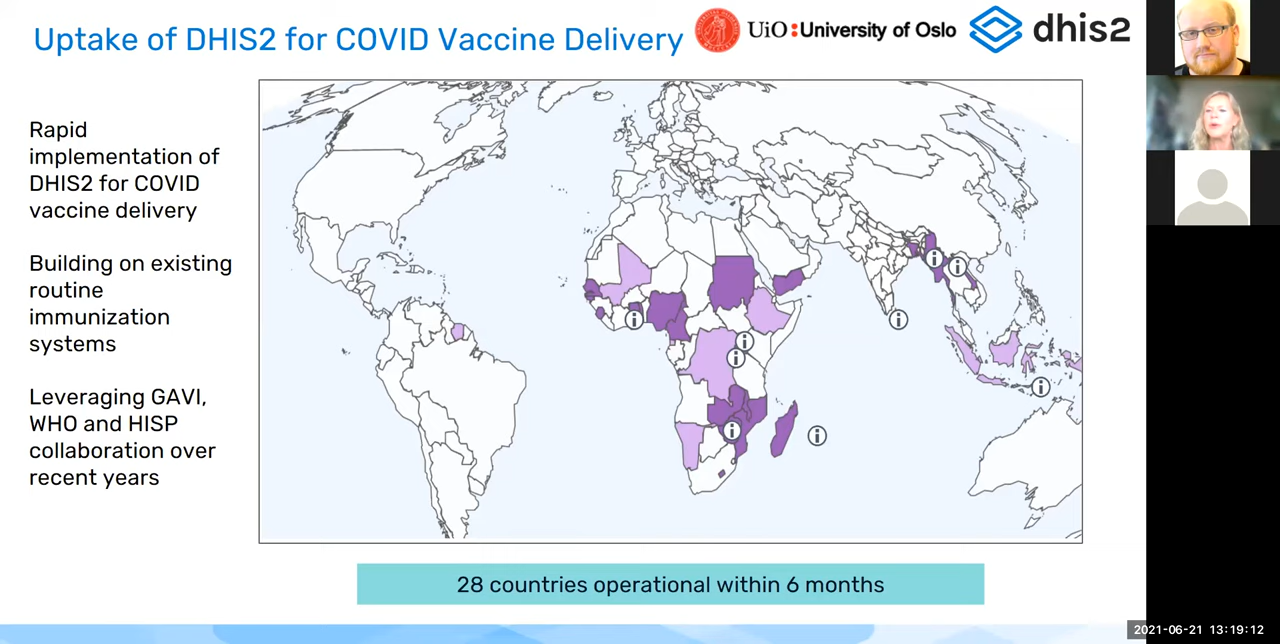 Uptake of DHIS2 for COVID Vaccine Delivery
UiO:University of Oslo
dhis2
Rapid
implementation of
DHIS2 for COVID
vaccine delivery
Building on existing
routine
immunization
systems
Leveraging GAVI,
WHO and HISP
collaboration over
recent years
i
i
i
i
i
i
i
i
i
28 countries operational within 6 months
2021-06-21 13:19:12